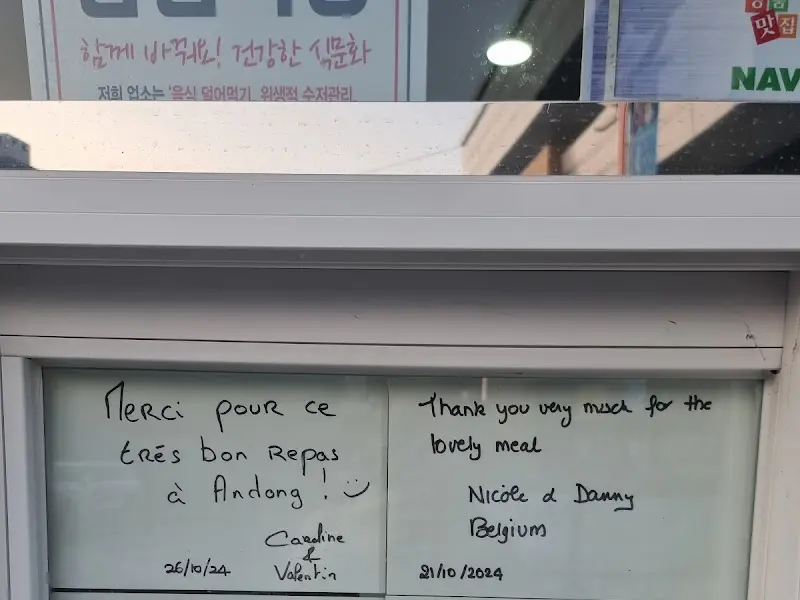 함께 바꿔요! 건강한 식문화
저희 업소는 '음식 덜어먹기, 위생적 수저관리,
맛집
NAV
Merci pour ce
trés bon Repas
à Andong ! :)
Caroline
&
Valentin
26/10/24
Thank you very much for the
lovely meal
Nicole & Danny
Belgium
21/10/2024